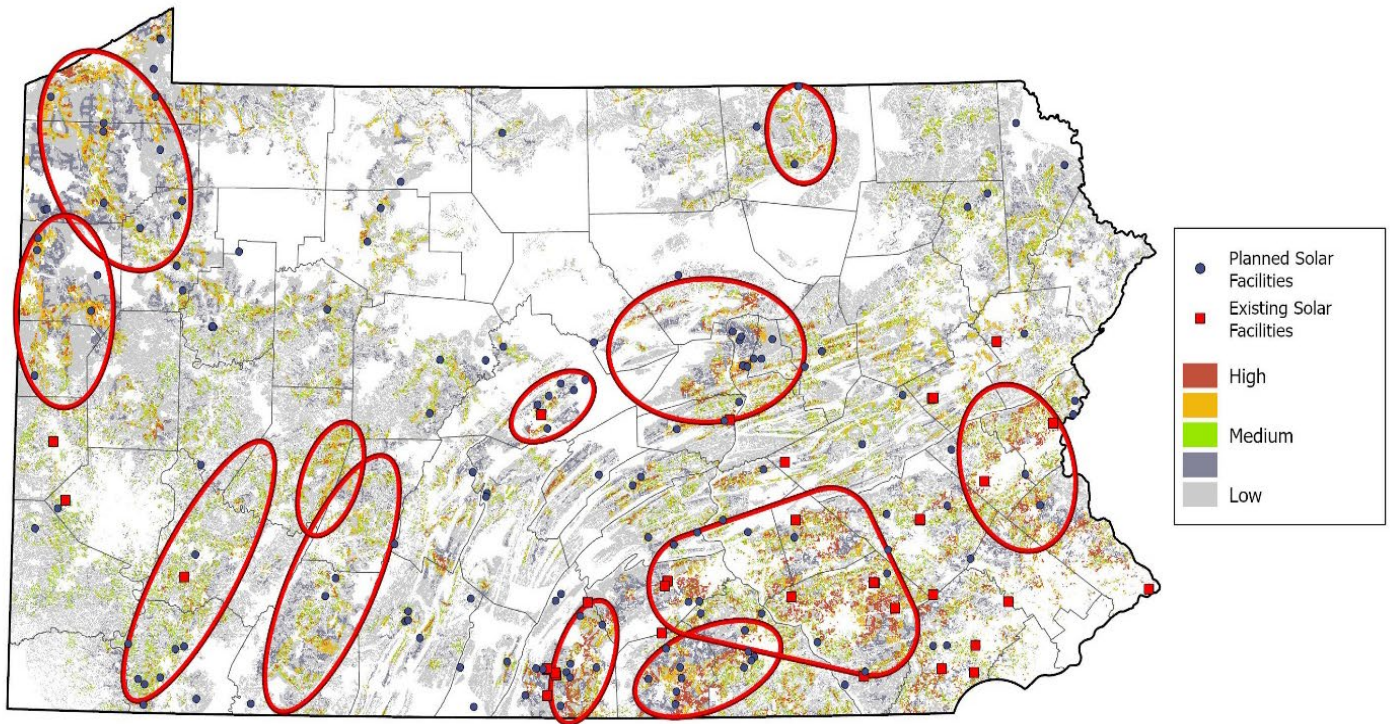 Planned Solar
Facilities
Existing Solar
Facilities
High
Medium
Low